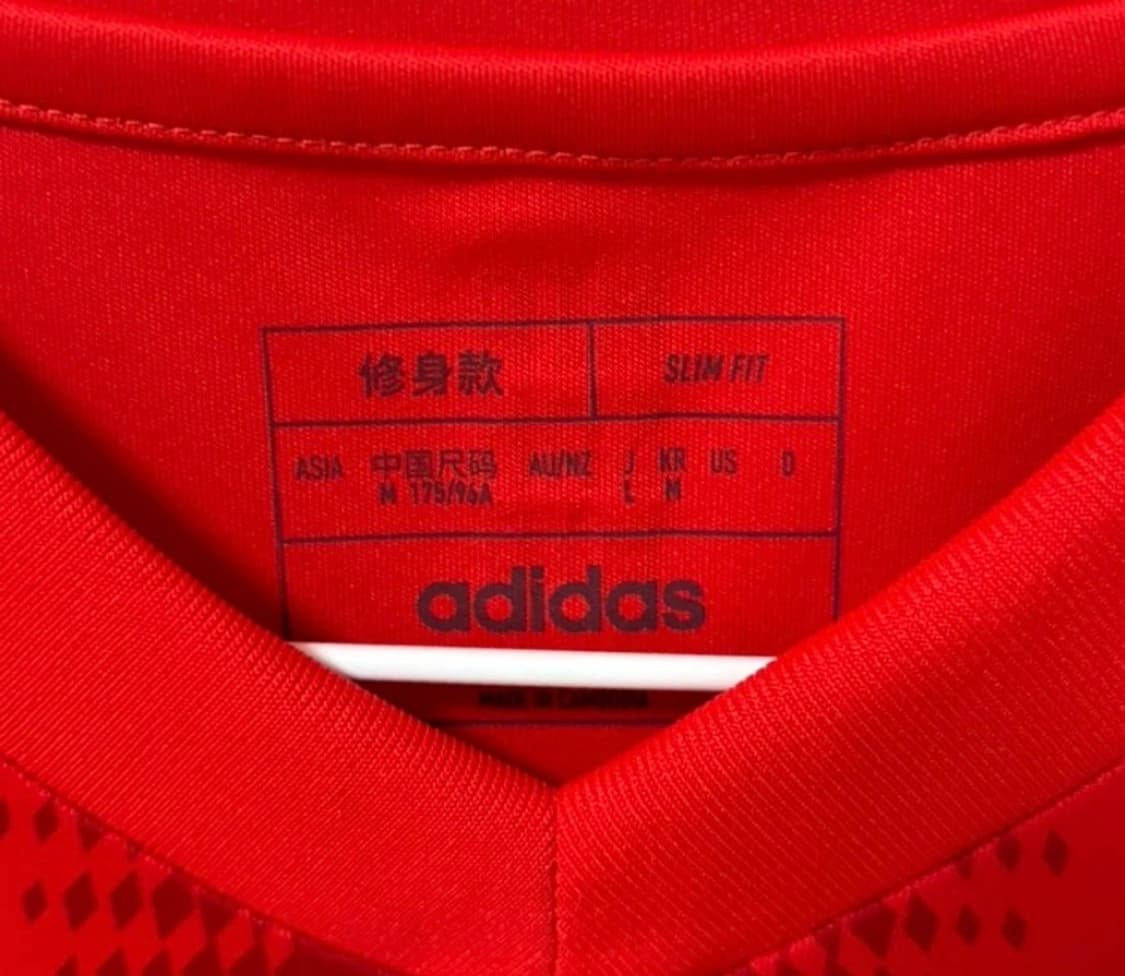 修身款 SLIM FIT
ASIA 中国尺码 AU/NZ J KR US D
M 175/96A L M
adidas